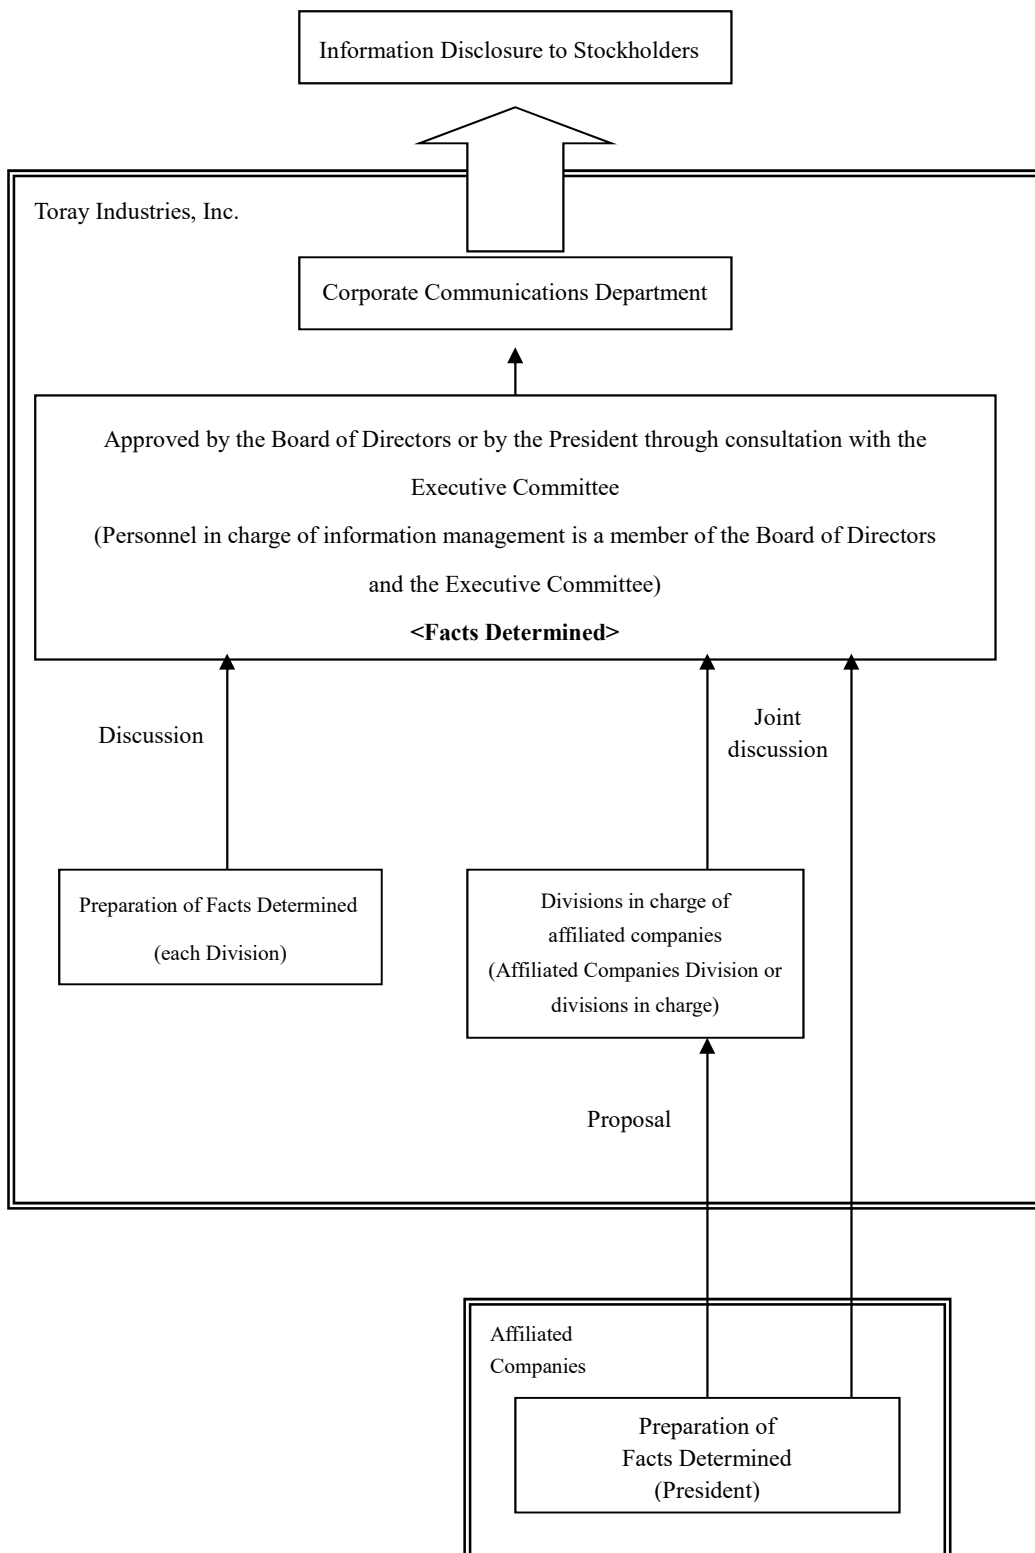 Information Disclosure to Stockholders
Toray Industries, Inc.
Corporate Communications Department
Approved by the Board of Directors or by the President through consultation with the
Executive Committee
(Personnel in charge of information management is a member of the Board of Directors
and the Executive Committee)
<Facts Determined>
Discussion
Joint
discussion
Preparation of Facts Determined
(each Division)
Divisions in charge of
affiliated companies
(Affiliated Companies Division or
divisions in charge)
Proposal
Affiliated
Companies
Preparation of
Facts Determined
(President)